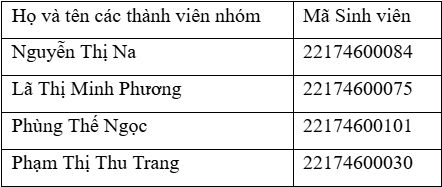 Họ và tên các thành viên nhóm Mã Sinh viên
Nguyễn Thị Na 22174600084
Lã Thị Minh Phương 22174600075
Phùng Thế Ngọc 22174600101
Phạm Thị Thu Trang 22174600030